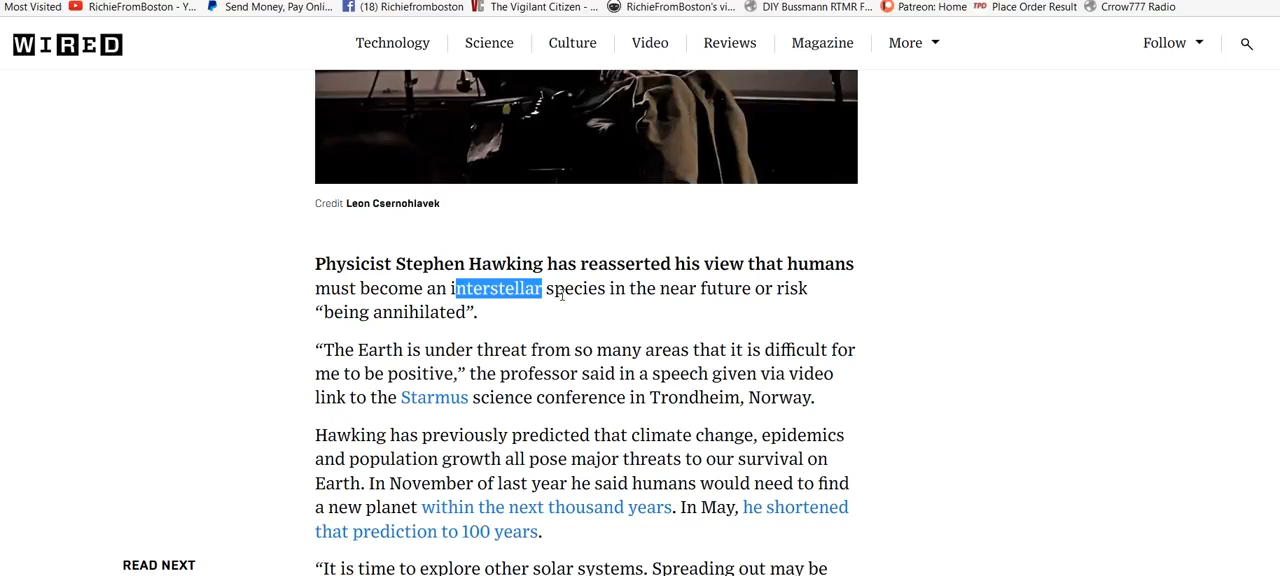 Most Visited RichieFromBoston - Y... Send Money, Pay Onli... (18) Richiefromboston The Vigilant Citizen - ... RichieFromBoston's vi... DIY Bussmann RTMR F... Patreon: Home TPD Place Order Result Crrow777 Radio
WIRED Technology Science Culture Video Reviews Magazine More Follow
Credit Leon Csernohlavek
Physicist Stephen Hawking has reasserted his view that humans
must become an interstellar species in the near future or risk
“being annihilated”.
“The Earth is under threat from so many areas that it is difficult for
me to be positive,” the professor said in a speech given via video
link to the Starmus science conference in Trondheim, Norway.
Hawking has previously predicted that climate change, epidemics
and population growth all pose major threats to our survival on
Earth. In November of last year he said humans would need to find
a new planet within the next thousand years. In May, he shortened
that prediction to 100 years.
READ NEXT
“It is time to explore other solar systems. Spreading out may be